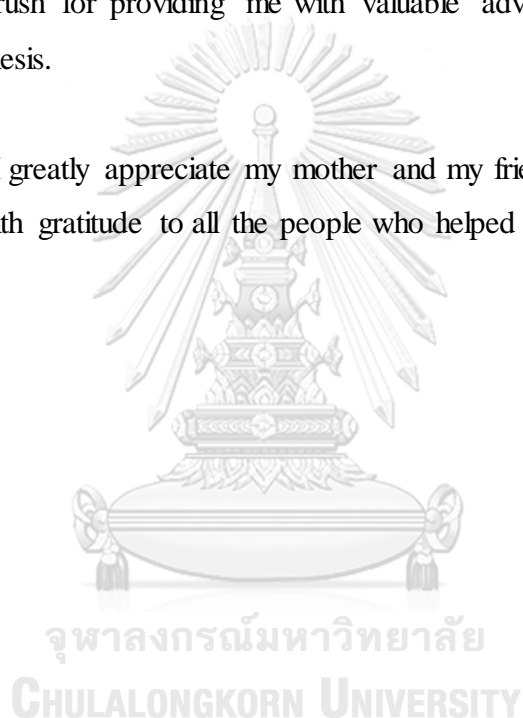 rush for providing me with valuable adv
esis.
I greatly appreciate my mother and my frie
ith gratitude to all the people who helped
จุฬาลงกรณ์มหาวิทยาลัย
CHULALONGKORN UNIVERSITY